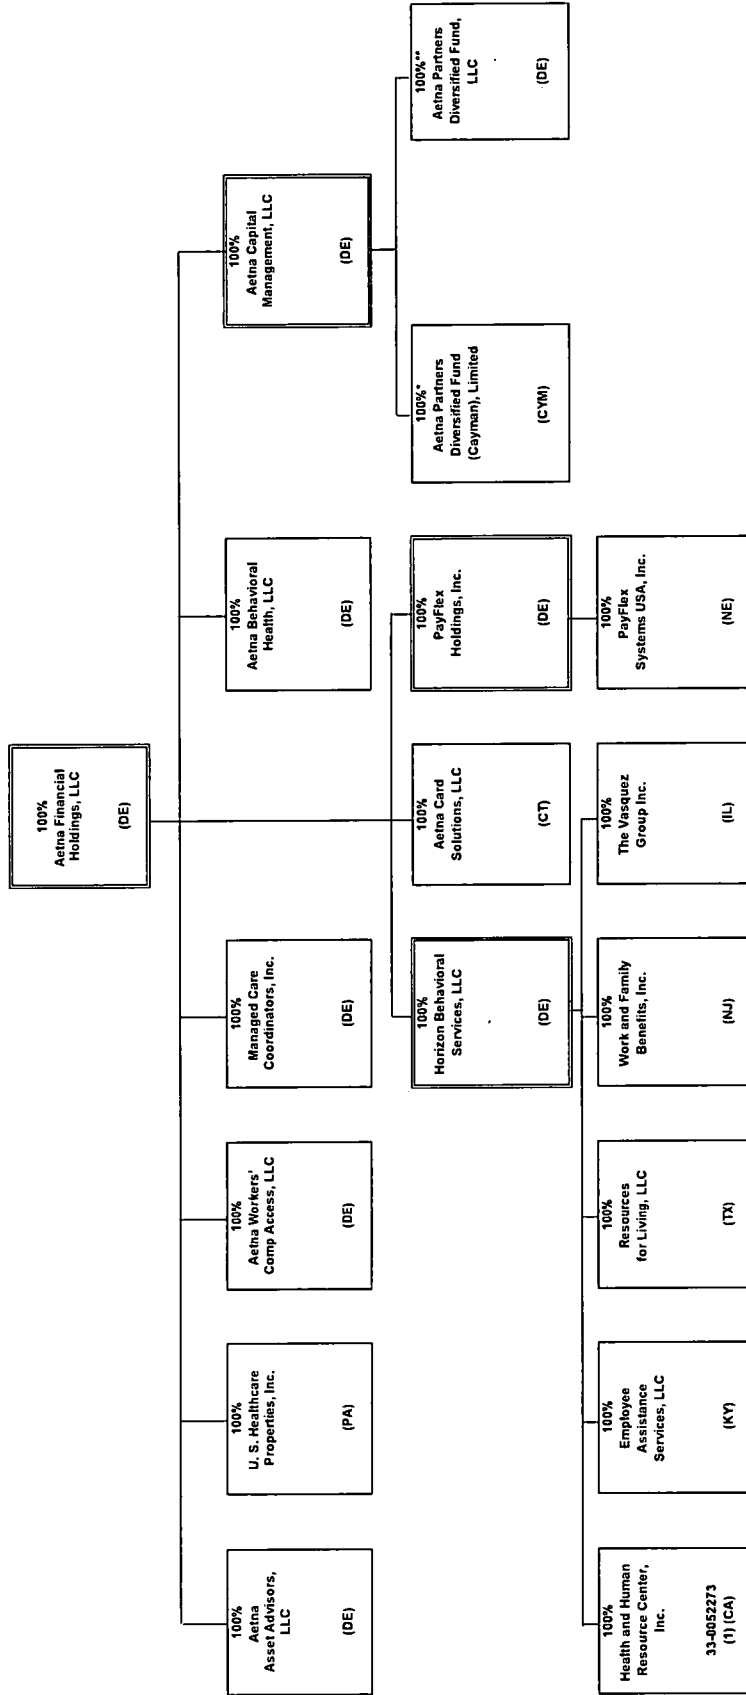 100%
Aetna Financial
Holdings, LLC
(DE)
100%
Aetna
Asset Advisors,
LLC
(DE)
100%
U. S. Healthcare
Properties, Inc.
(PA)
100%
Aetna Workers'
Comp Access, LLC
(DE)
100%
Managed Care
Coordinators, Inc.
(DE)
100%
Aetna Behavioral
Health, LLC
(DE)
100%
Aetna Capital
Management, LLC
(DE)
100%
Horizon Behavioral
Services, LLC
(DE)
100%
Aetna Card
Solutions, LLC
(CT)
100%
PayFlex
Holdings, Inc.
(DE)
100%*
Aetna Partners
Diversified Fund
(Cayman), Limited
(CYM)
100%**
Aetna Partners
Diversified Fund,
LLC
(DE)
100%
Health and Human
Resource Center,
Inc.
33-0052273
(1) (CA)
100%
Employee
Assistance
Services, LLC
(KY)
100%
Resources
for Living, LLC
(TX)
100%
Work and Family
Benefits, Inc.
(NJ)
100%
The Vasquez
Group Inc.
(IL)
100%
PayFlex
Systems USA, Inc.
(NE)